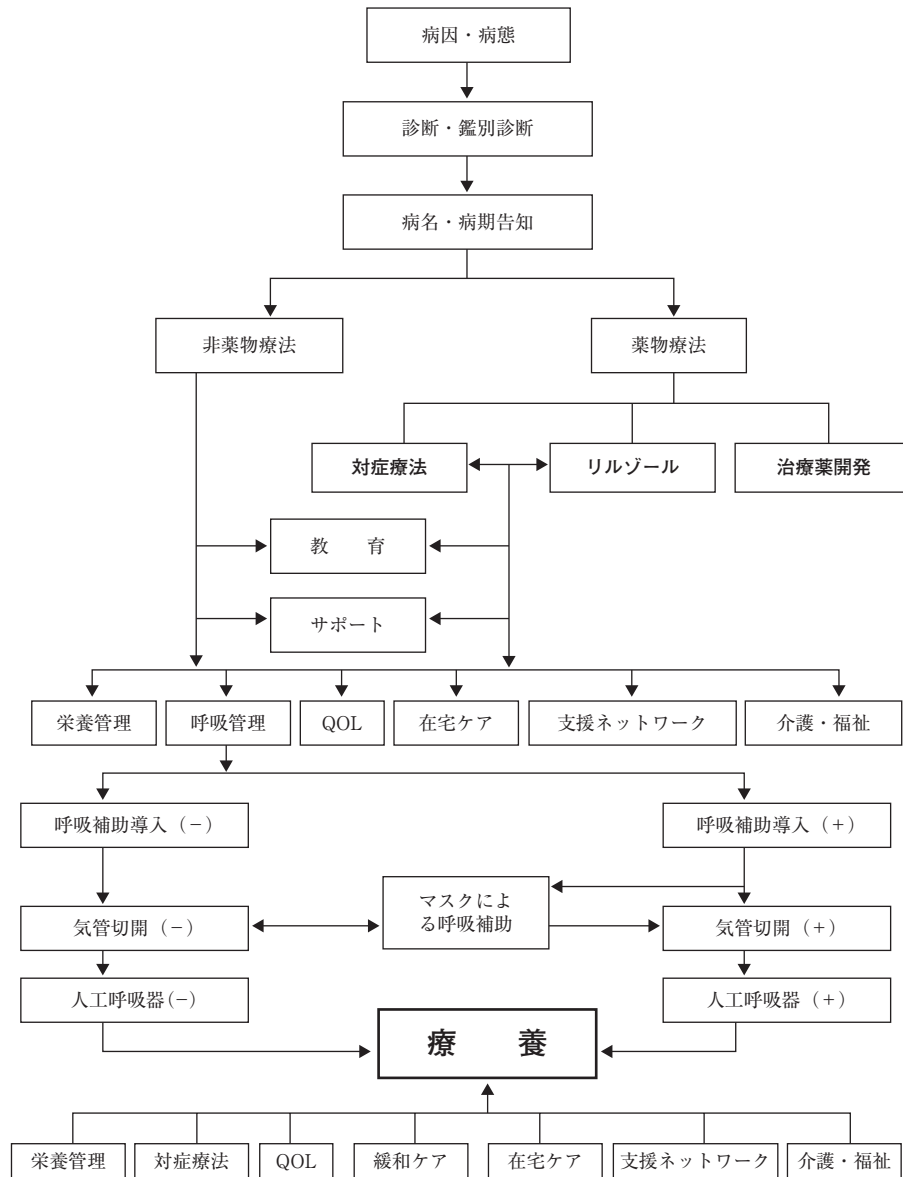 病因・病態
診断・鑑別診断
病名・病期告知
非薬物療法
薬物療法
対症療法
リルゾール
治療薬開発
教　　育
サポート
栄養管理
呼吸管理
QOL
在宅ケア
支援ネットワーク
介護・福祉
呼吸補助導入（−）
呼吸補助導入（+）
マスクによ
る呼吸補助
気管切開（−）
気管切開（+）
人工呼吸器（−）
人工呼吸器（+）
療　　養
栄養管理
対症療法
QOL
緩和ケア
在宅ケア
支援ネットワーク
介護・福祉